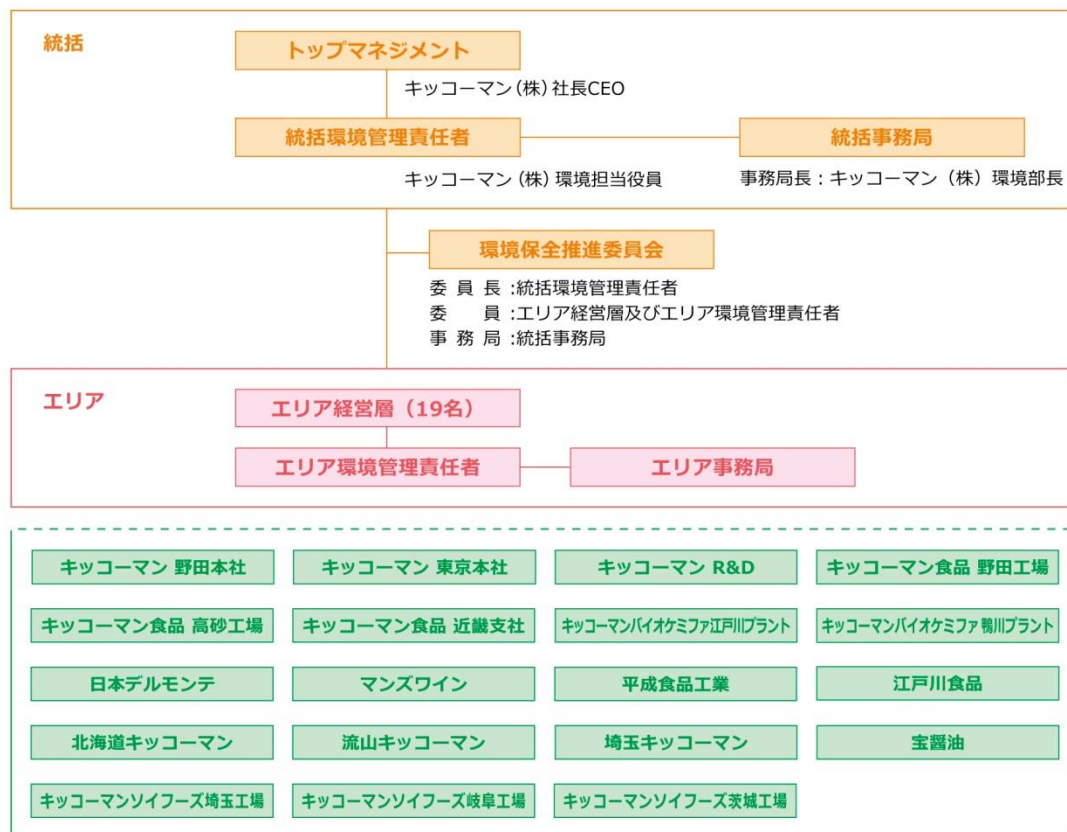 統括
トップマネジメント
キッコーマン(株)社長CEO
統括環境管理責任者
統括事務局
キッコーマン(株)環境担当役員
事務局長:キッコーマン(株)環境部長
環境保全推進委員会
委 員 長 :統括環境管理責任者
委　　員 :エリア経営層及びエリア環境管理責任者
事 務 局 :統括事務局
エリア
エリア経営層(19名)
エリア環境管理責任者
エリア事務局
キッコーマン 野田本社
キッコーマン 東京本社
キッコーマン R&D
キッコーマン食品 野田工場
キッコーマン食品 高砂工場
キッコーマン食品 近畿支社
キッコーマンバイオケミファ江戸川プラント
キッコーマンバイオケミファ 鴨川プラント
日本デルモンテ
マンズワイン
平成食品工業
江戸川食品
北海道キッコーマン
流山キッコーマン
埼玉キッコーマン
宝醤油
キッコーマンソイフーズ埼玉工場
キッコーマンソイフーズ岐阜工場
キッコーマンソイフーズ茨城工場